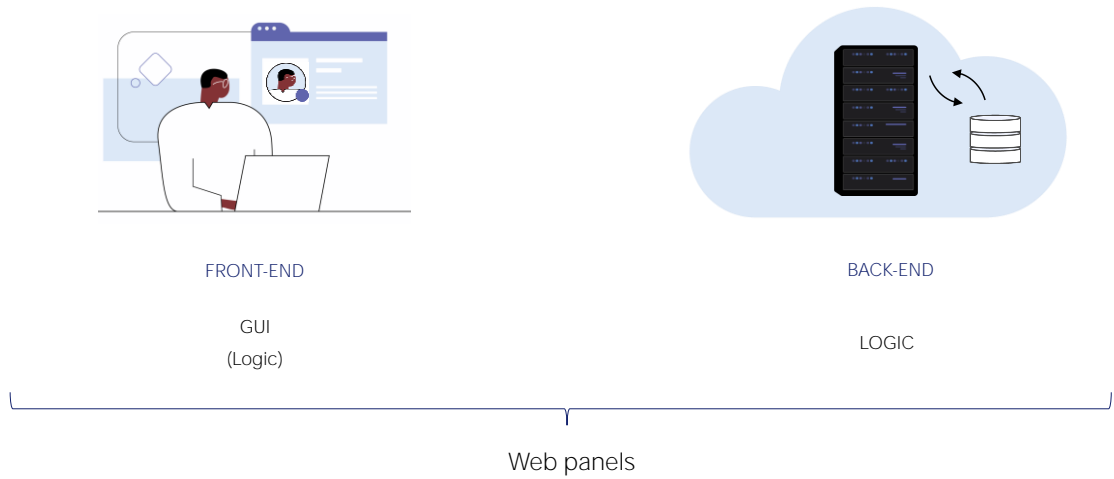 FRONT-END
BACK-END
GUI
(Logic)
LOGIC
Web panels